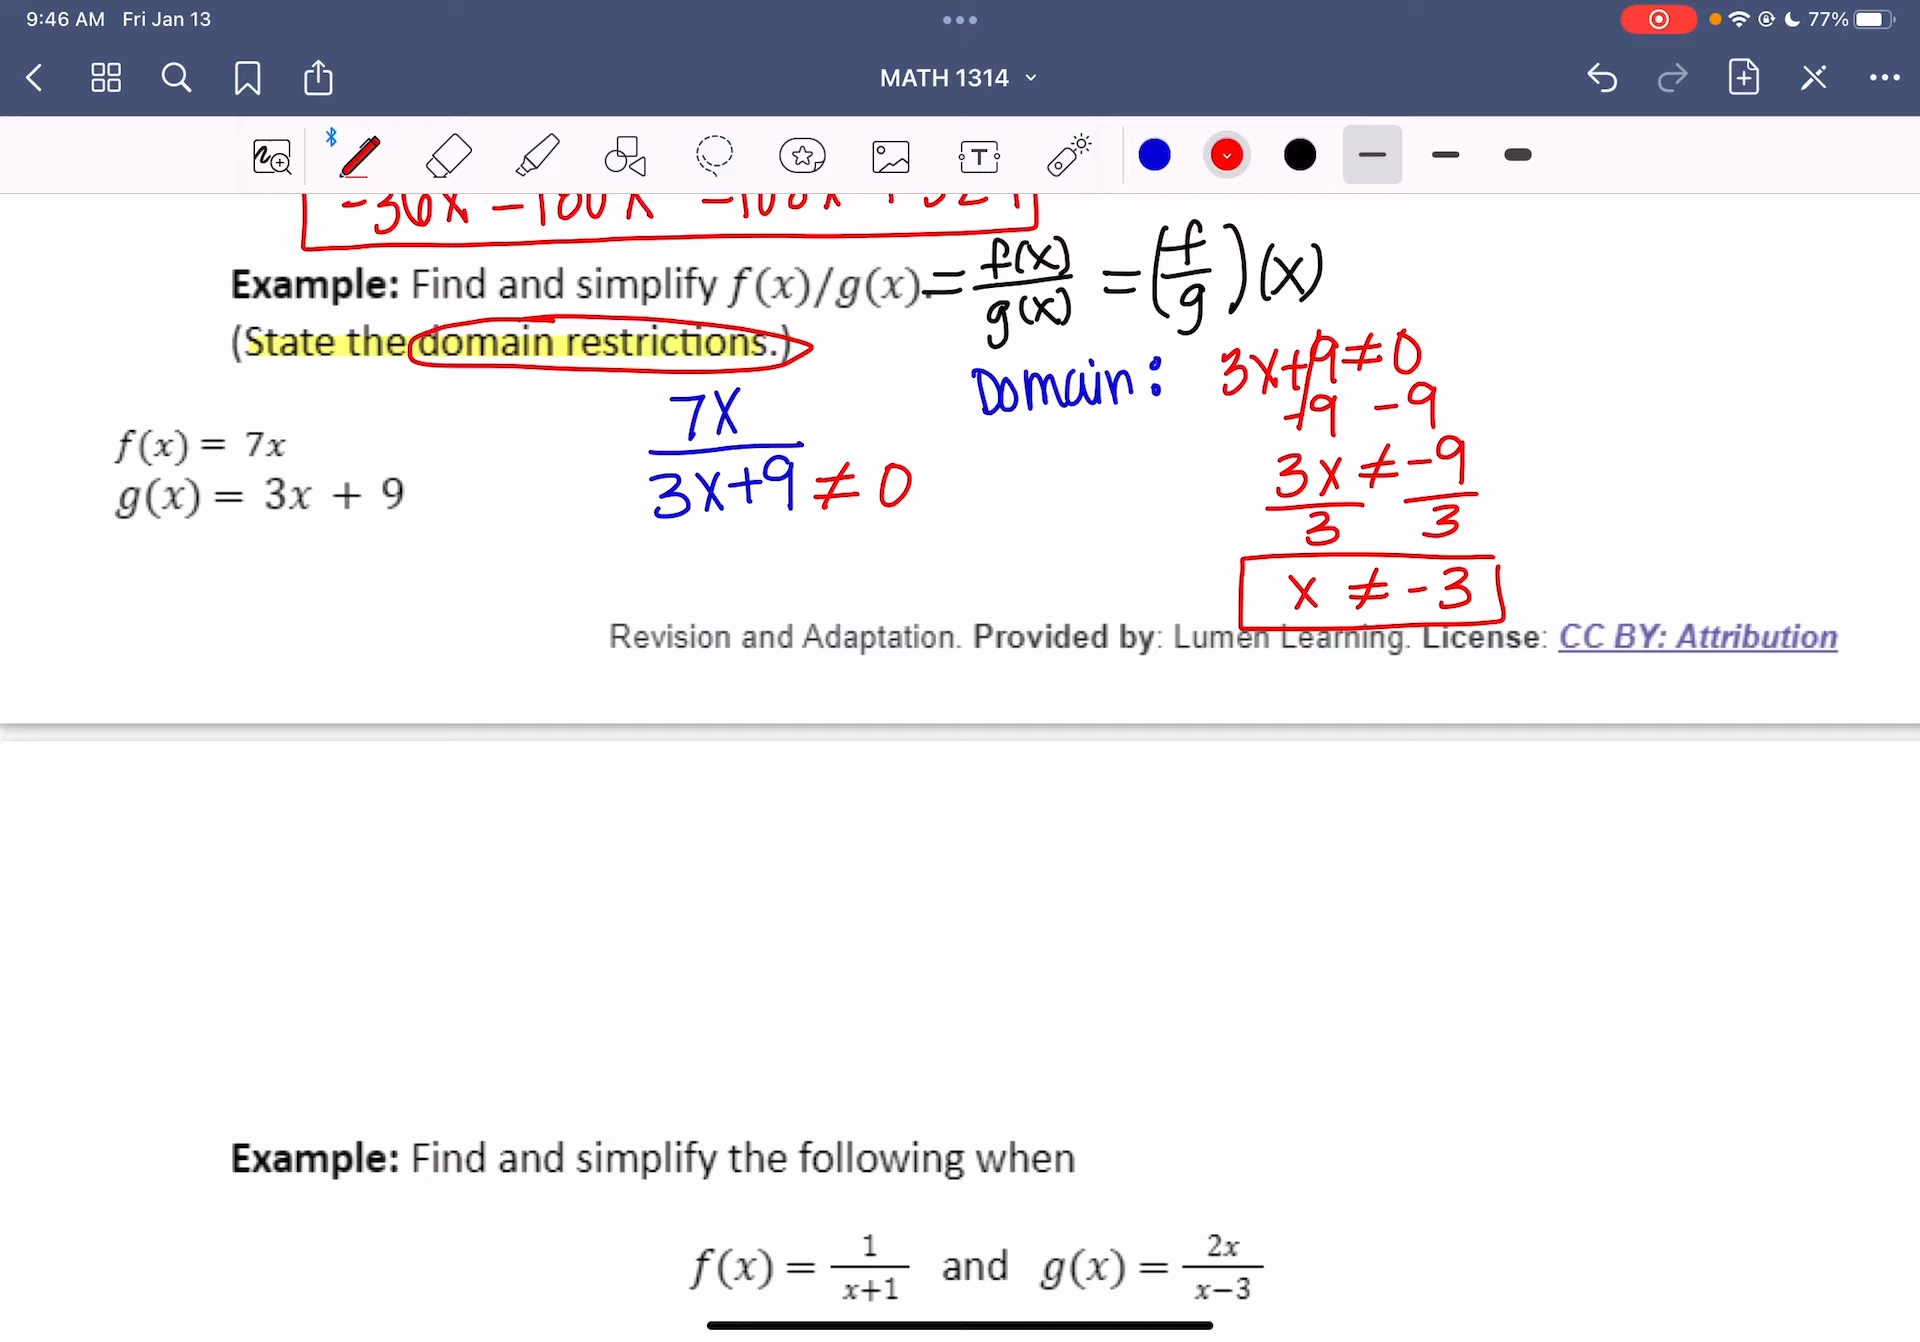 9:46 AM Fri Jan 13
77%
MATH 1314
T
Example: Find and simplify f(x)/g(x). = f(x)/g(x) = (f/g)(x)
(State the domain restrictions.)
Domain: 3x+9≠0
-9 -9
f(x) = 7x
g(x) = 3x + 9
7x
3x+9 ≠ 0
3x ≠ -9
3 3
x ≠ -3
Revision and Adaptation. Provided by: Lumen Learning. License: CC BY: Attribution
Example: Find and simplify the following when
f(x) = 1/x+1 and g(x) = 2x/x−3